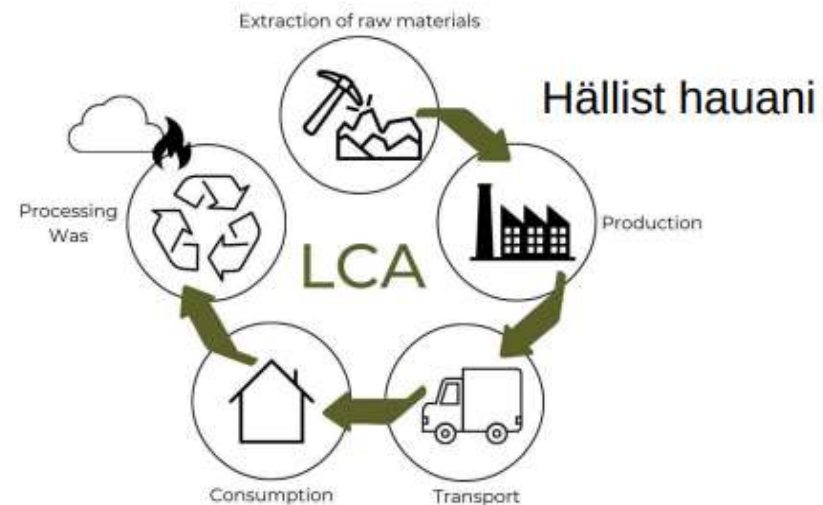 Extraction of raw materials
Hällist hauani
Production
Transport
Consumption
Processing
Was
LCA